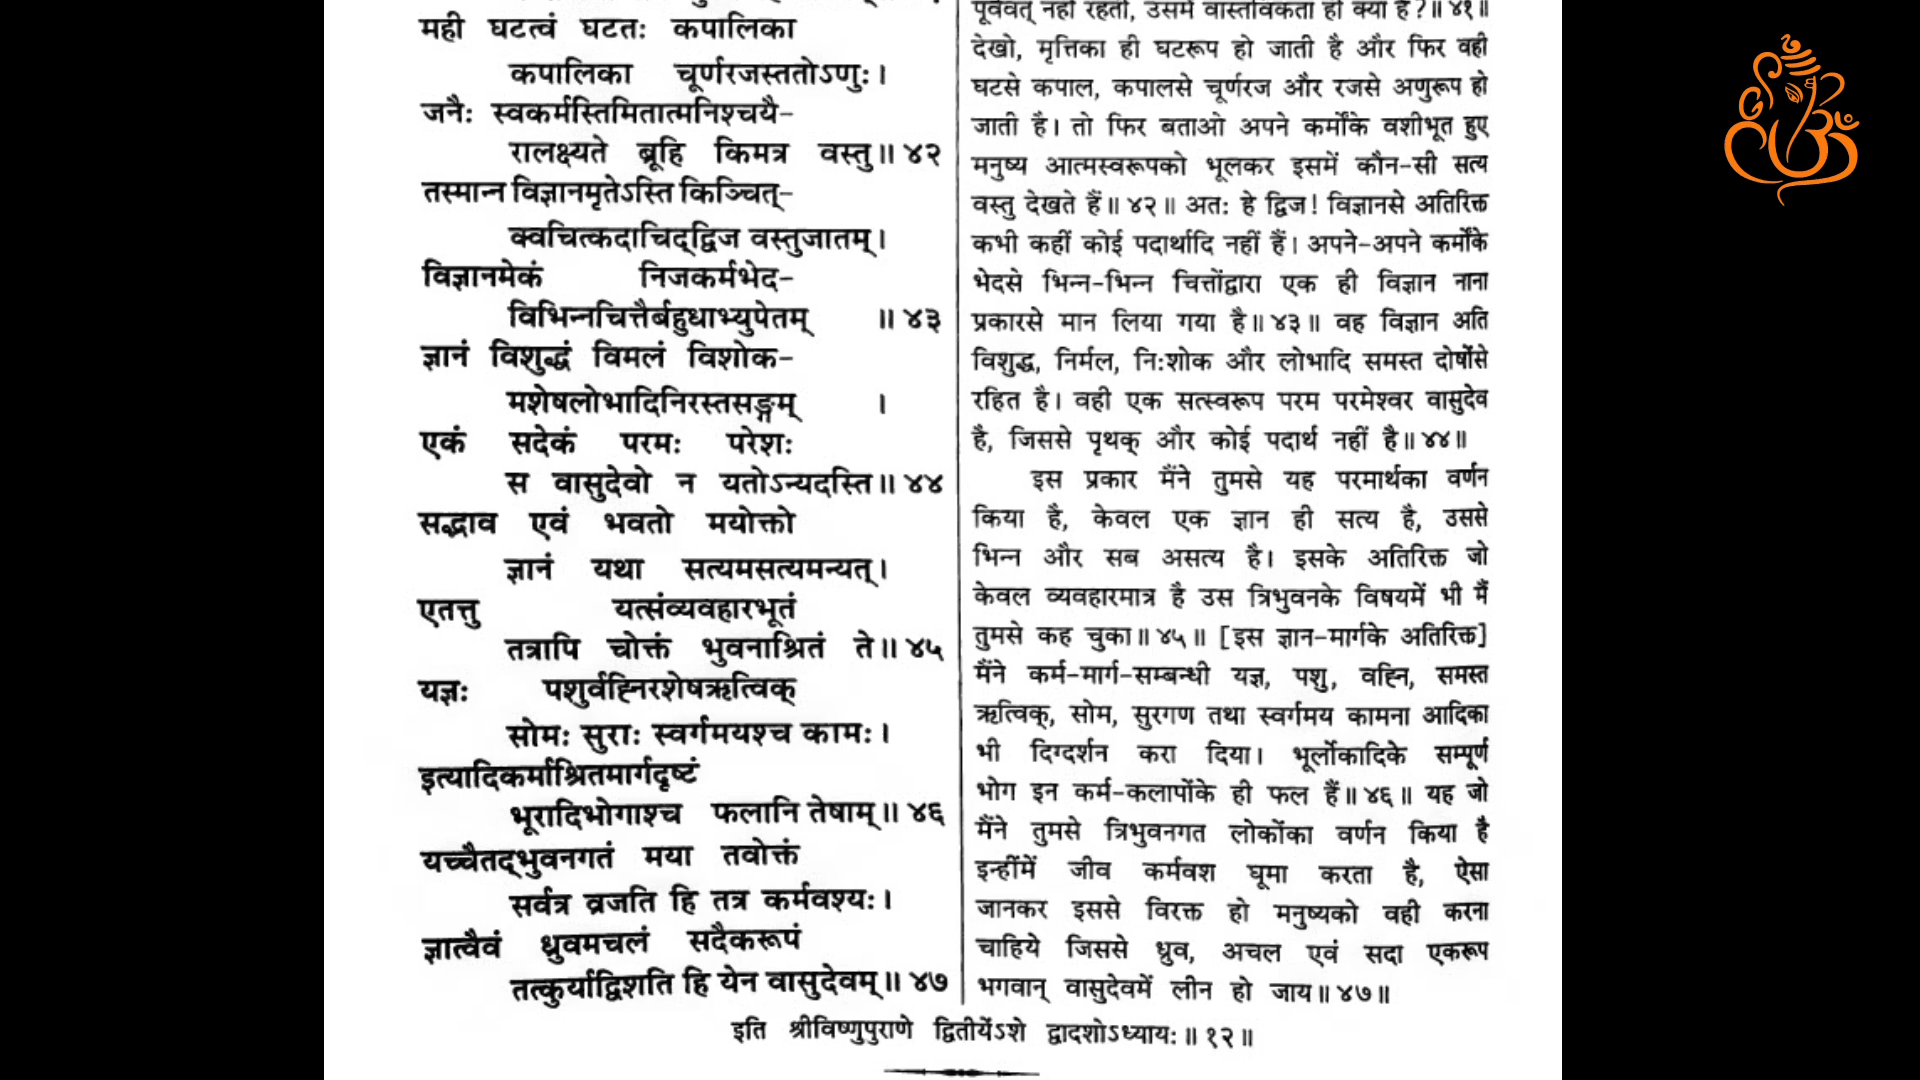 मही घटत्वं घटतः कपालिका
कपालिका चूर्णरजस्ततोऽणुः।
जनैः स्वकर्मस्तिमितात्मनिश्चयै-
रालक्ष्यते ब्रूहि किमत्र वस्तु॥ ४२
तस्मान्न विज्ञानमृतेऽस्ति किञ्चित्-
क्वचित्कदाचिद्द्विज वस्तुजातम्।
विज्ञानमेकं निजकर्मभेद-
विभिन्नचित्तैर्बहुधाभ्युपेतम् ॥ ४३
ज्ञानं विशुद्धं विमलं विशोक-
मशेषलोभादिनिरस्तसङ्गम् ।
एकं सदेकं परमः परेशः
स वासुदेवो न यतोऽन्यदस्ति॥ ४४
सद्भाव एवं भवतो मयोक्तो
ज्ञानं यथा सत्यमसत्यमन्यत्।
एतत्तु यत्संव्यवहारभूतं
तत्रापि चोक्तं भुवनाश्रितं ते॥ ४५
यज्ञः पशुर्वह्निरशेषऋत्विक्
सोमः सुराः स्वर्गमयश्च कामः।
इत्यादिकर्माश्रितमार्गदृष्टं
भूरादिभोगाश्च फलानि तेषाम्॥ ४६
यच्चैतद्भुवनगतं मया तवोक्तं
सर्वत्र व्रजति हि तत्र कर्मवश्यः।
ज्ञात्वैवं ध्रुवमचलं सदैकरूपं
तत्कुर्याद्विशति हि येन वासुदेवम्॥ ४७
पूर्ववत् नहीं रहती, उसमें वास्तविकता ही क्या है?॥ ४१॥
देखो, मृत्तिका ही घटरूप हो जाती है और फिर वही
घटसे कपाल, कपालसे चूर्णरज और रजसे अणुरूप हो
जाती है। तो फिर बताओ अपने कर्मोंके वशीभूत हुए
मनुष्य आत्मस्वरूपको भूलकर इसमें कौन-सी सत्य
वस्तु देखते हैं॥ ४२॥ अतः हे द्विज! विज्ञानसे अतिरिक्त
कभी कहीं कोई पदार्थादि नहीं हैं। अपने-अपने कर्मोंके
भेदसे भिन्न-भिन्न चित्तोंद्वारा एक ही विज्ञान नाना
प्रकारसे मान लिया गया है॥ ४३॥ वह विज्ञान अति
विशुद्ध, निर्मल, निःशोक और लोभादि समस्त दोषोंसे
रहित है। वही एक सत्स्वरूप परम परमेश्वर वासुदेव
है, जिससे पृथक् और कोई पदार्थ नहीं है॥ ४४॥
इस प्रकार मैंने तुमसे यह परमार्थका वर्णन
किया है, केवल एक ज्ञान ही सत्य है, उससे
भिन्न और सब असत्य है। इसके अतिरिक्त जो
केवल व्यवहारमात्र है उस त्रिभुवनके विषयमें भी मैं
तुमसे कह चुका॥ ४५॥ [इस ज्ञान-मार्गके अतिरिक्त]
मैंने कर्म-मार्ग-सम्बन्धी यज्ञ, पशु, वह्नि, समस्त
ऋत्विक्, सोम, सुरगण तथा स्वर्गमय कामना आदिका
भी दिग्दर्शन करा दिया। भूर्लोकादिके सम्पूर्ण
भोग इन कर्म-कलापोंके ही फल हैं॥ ४६॥ यह जो
मैंने तुमसे त्रिभुवनगत लोकोंका वर्णन किया है
इन्हींमें जीव कर्मवश घूमा करता है, ऐसा
जानकर इससे विरक्त हो मनुष्यको वही करना
चाहिये जिससे ध्रुव, अचल एवं सदा एकरूप
भगवान् वासुदेवमें लीन हो जाय॥ ४७॥
इति श्रीविष्णुपुराणे द्वितीयेंऽशे द्वादशोऽध्यायः॥ १२॥